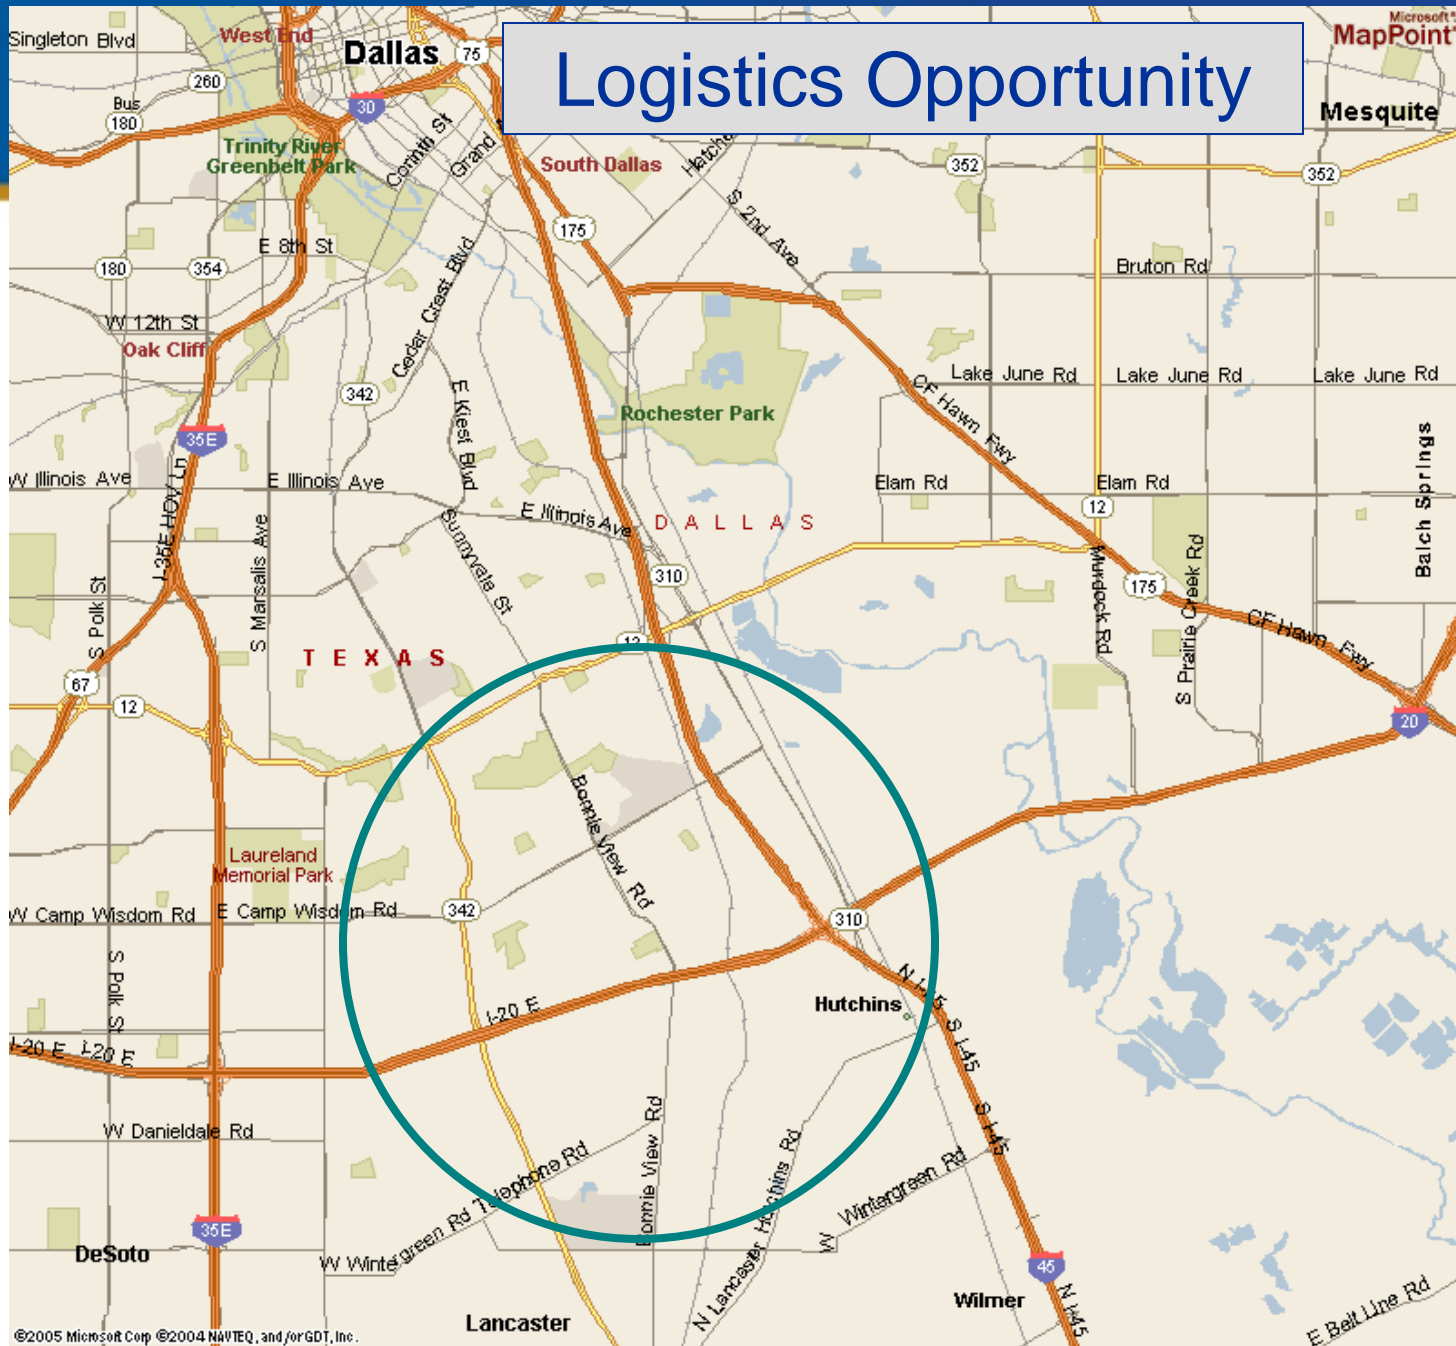 Logistics Opportunity
Microsoft®
MapPoint®
Singleton Blvd
West End
Dallas
75
260
30
Bus
180
Mesquite
Trinity River
Greenbelt Park
Corinth St
Grand
South Dallas
352
352
S 2nd Ave
175
E 8th St
180
354
Cedar Crest Blvd
Bruton Rd
W 12th St
Oak Cliff
342
E Kiest Blvd
Lake June Rd
Lake June Rd
Lake June Rd
CF Hawn Fwy
Rochester Park
35E
W Illinois Ave
E Illinois Ave
Elam Rd
Elam Rd
Balch Springs
I-35E HOV Ln
S Marsalis Ave
Sunnyvale St
E Illinois Ave
DALLAS
12
310
S Polk St
Murdock Rd
175
S Prairie Creek Rd
CF Hawn Fwy
12
TEXAS
67
12
20
Bonnie View Rd
Laureland
Memorial Park
W Camp Wisdom Rd
E Camp Wisdom Rd
342
310
S Polk St
I-20 E
Hutchins
N I-45
S I-45
I-20 E
I-20 E
S I-45
W Danieldale Rd
Bonnie View Rd
Telephone Rd
N Lancaster Hutchins Rd
W Wintergreen Rd
35E
DeSoto
W Wintergreen Rd
45
Wilmer
N I-45
Lancaster
E Belt Line Rd
©2005 Microsoft Corp ©2004 NAVTEQ, and/or GDT, Inc.